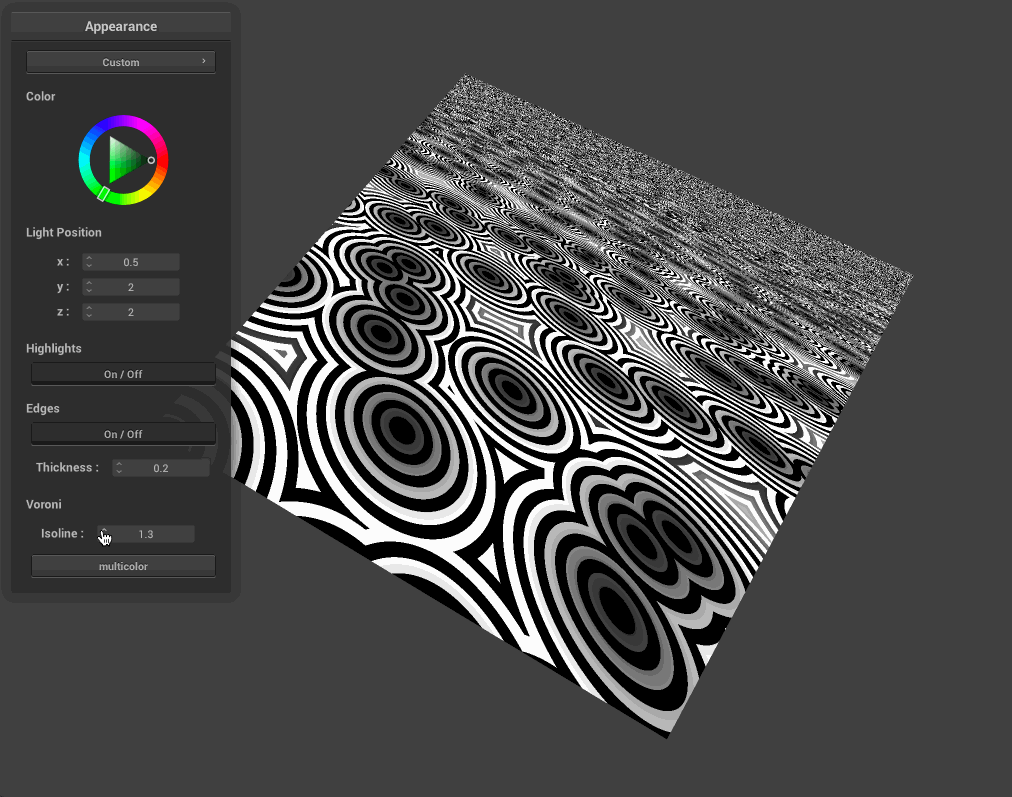 Appearance
Custom
Color
Light Position
x : 0.5
y : 2
z : 2
Highlights
On / Off
Edges
On / Off
Thickness : 0.2
Voroni
Isoline : 1.3
multicolor